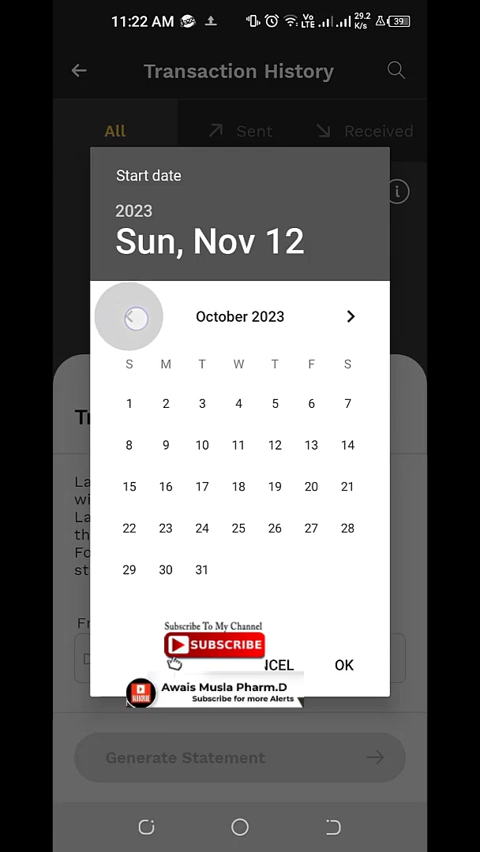 11:22 AM
Vo
LTE
29.2
K/s
39
Transaction History
All
Sent
Received
Start date
2023
Sun, Nov 12
October 2023
S M T W T F S
1 2 3 4 5 6 7
8 9 10 11 12 13 14
15 16 17 18 19 20 21
22 23 24 25 26 27 28
29 30 31
Subscribe To My Channel
SUBSCRIBE
NCEL
OK
Awais Musla Pharm.D
Subscribe for more Alerts
Generate Statement